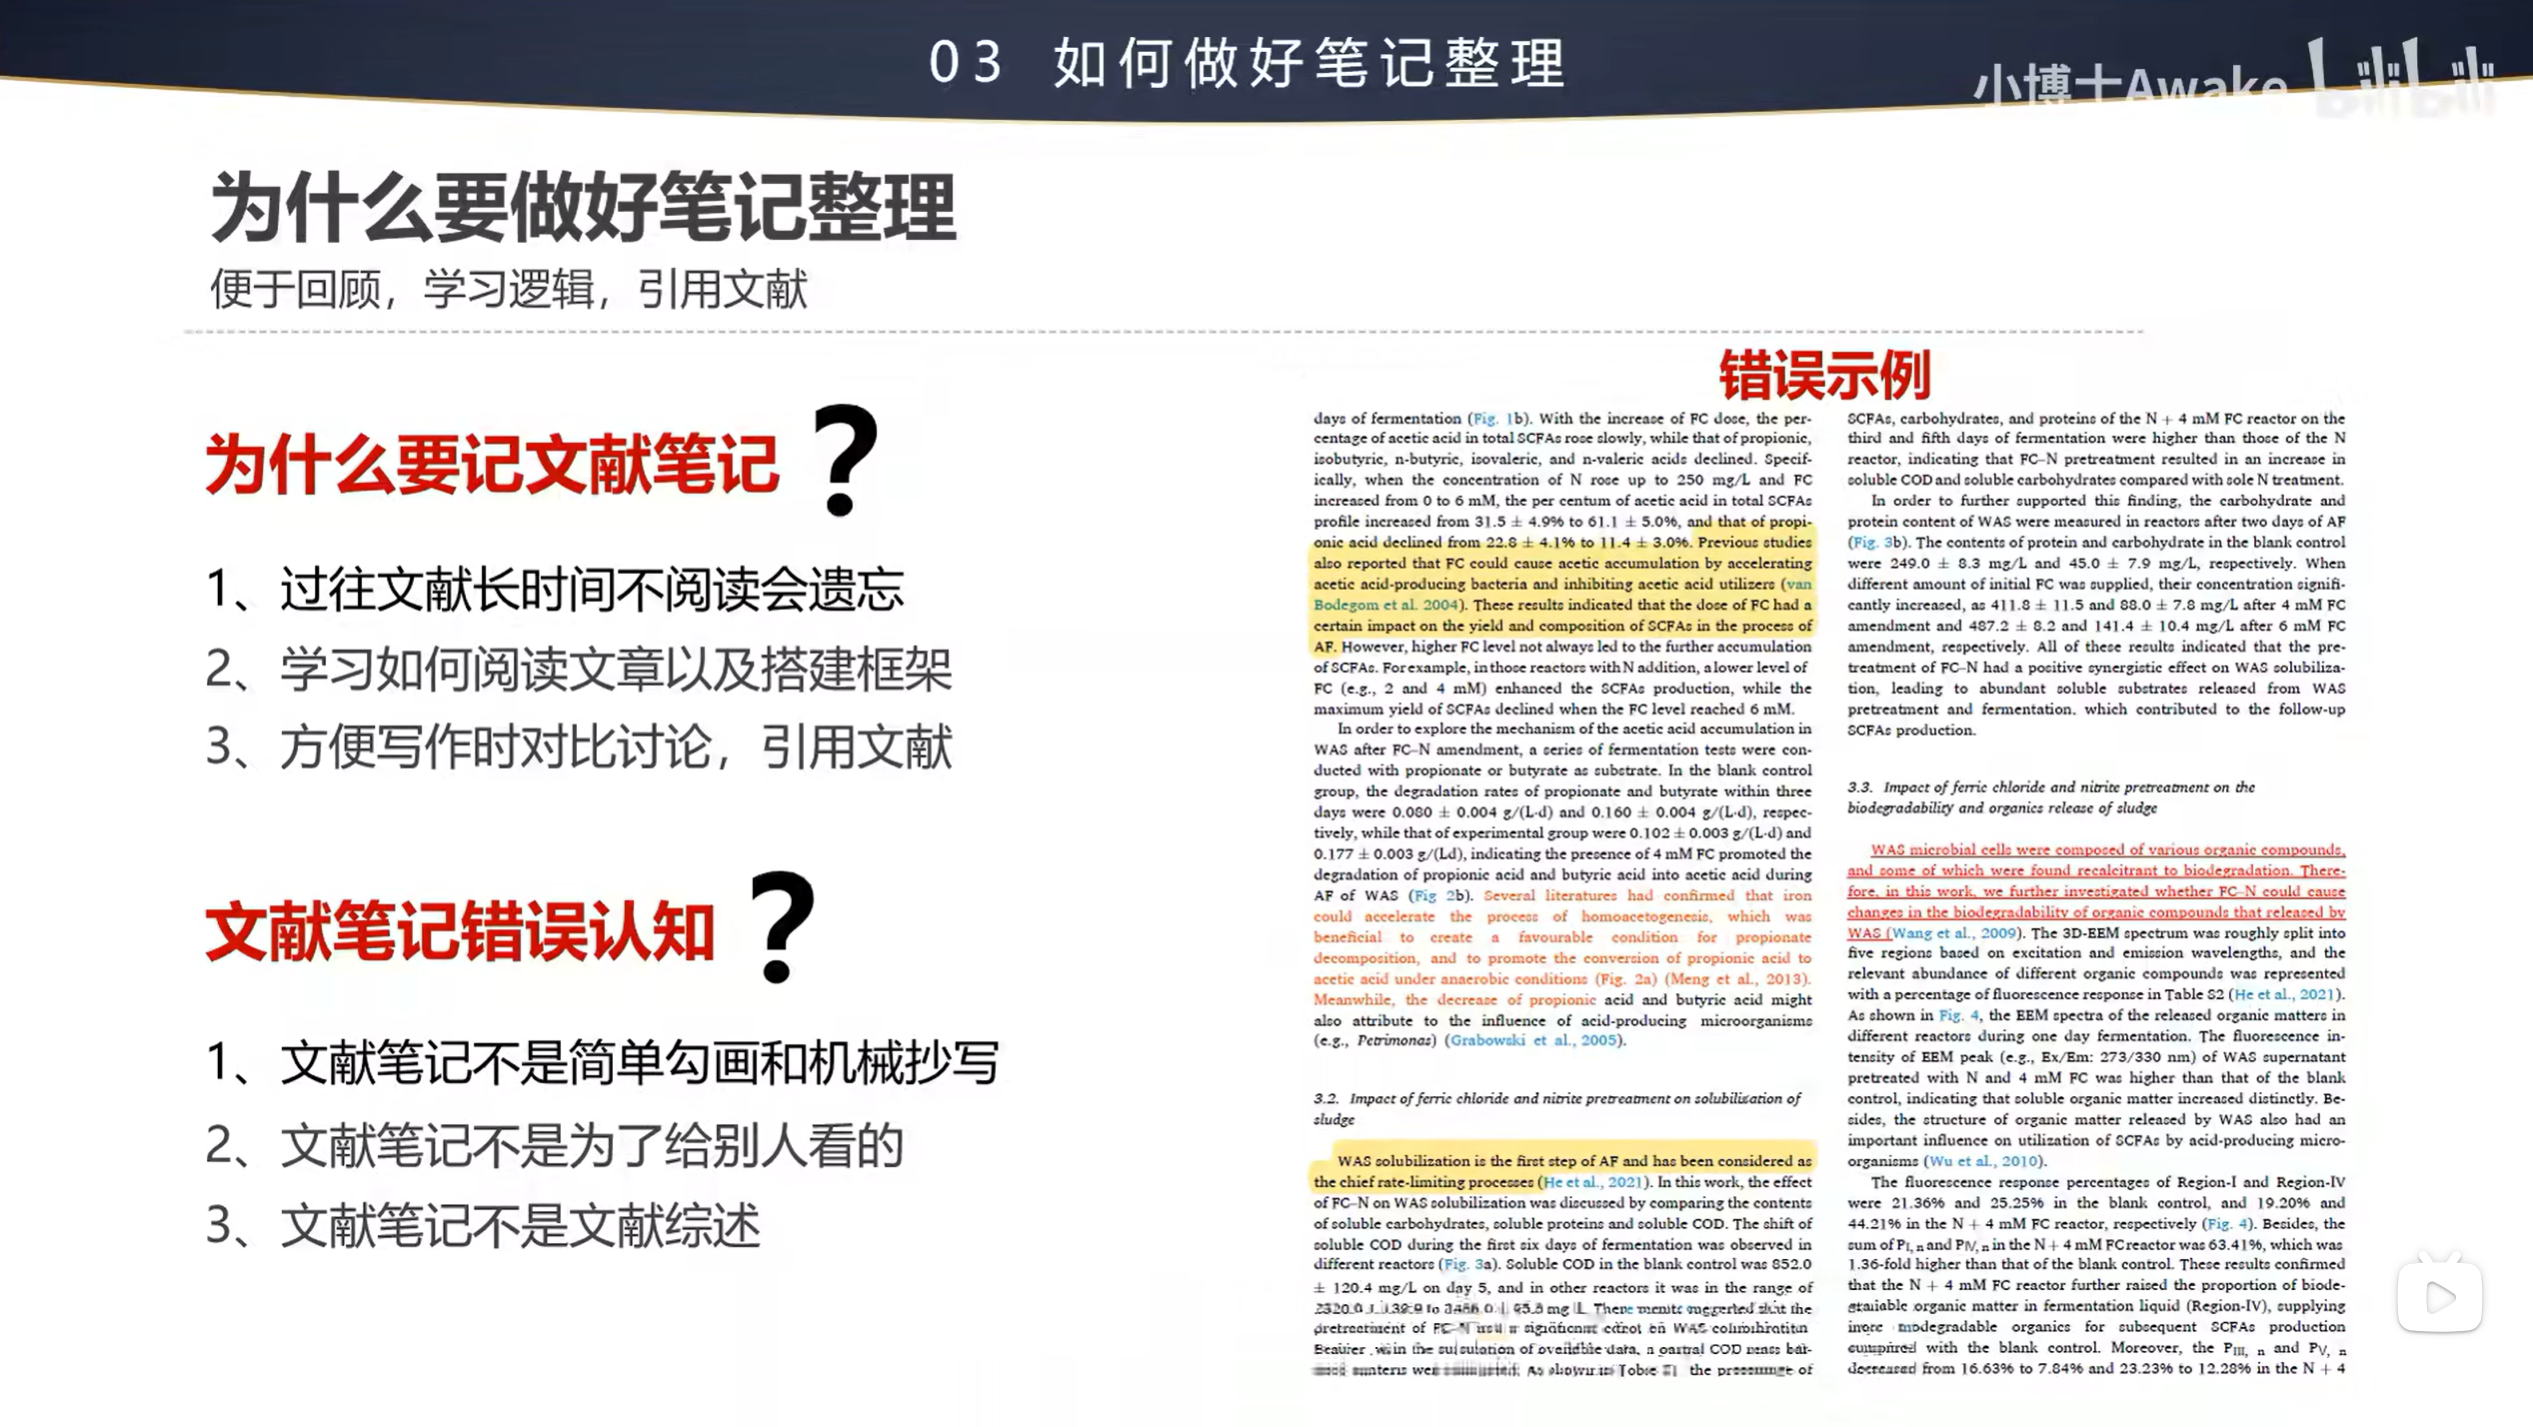 03 如何做好笔记整理
小博士Awake bilibili
为什么要做好笔记整理
便于回顾，学习逻辑，引用文献
为什么要记文献笔记?
1、过往文献长时间不阅读会遗忘
2、学习如何阅读文章以及搭建框架
3、方便写作时对比讨论，引用文献
文献笔记错误认知?
1、文献笔记不是简单勾画和机械抄写
2、文献笔记不是为了给别人看的
3、文献笔记不是文献综述
错误示例
days of fermentation (Fig. 1b). With the increase of FC dose, the per-
centage of acetic acid in total SCFAs rose slowly, while that of propionic,
isobutyric, n-butyric, isovaleric, and n-valeric acids declined. Specif-
ically, when the concentration of N rose up to 250 mg/L and FC
increased from 0 to 6 mM, the per centum of acetic acid in total SCFAs
profile increased from 31.5 ± 4.9% to 61.1 ± 5.0%, and that of propi-
onic acid declined from 22.8 ± 4.1% to 11.4 ± 3.0%. Previous studies
also reported that FC could cause acetic accumulation by accelerating
acetic acid-producing bacteria and inhibiting acetic acid utilizers (van
Bodegom et al. 2004). These results indicated that the dose of FC had a
certain impact on the yield and composition of SCFAs in the process of
AF. However, higher FC level not always led to the further accumulation
of SCFAs. For example, in those reactors with N addition, a lower level of
FC (e.g., 2 and 4 mM) enhanced the SCFAs production, while the
maximum yield of SCFAs declined when the FC level reached 6 mM.
In order to explore the mechanism of the acetic acid accumulation in
WAS after FC–N amendment, a series of fermentation tests were con-
ducted with propionate or butyrate as substrate. In the blank control
group, the degradation rates of propionate and butyrate within three
days were 0.080 ± 0.004 g/(L·d) and 0.160 ± 0.004 g/(L·d), respec-
tively, while that of experimental group were 0.102 ± 0.003 g/(L·d) and
0.177 ± 0.003 g/(Ld), indicating the presence of 4 mM FC promoted the
degradation of propionic acid and butyric acid into acetic acid during
AF of WAS (Fig 2b). Several literatures had confirmed that iron
could accelerate the process of homoacetogenesis, which was
beneficial to create a favourable condition for propionate
decomposition, and to promote the conversion of propionic acid to
acetic acid under anaerobic conditions (Fig. 2a) (Meng et al., 2013).
Meanwhile, the decrease of propionic acid and butyric acid might
also attribute to the influence of acid-producing microorganisms
(e.g., Petrimonas) (Grabowski et al., 2005).
3.2. Impact of ferric chloride and nitrite pretreatment on solubilization of
sludge
WAS solubilization is the first step of AF and has been considered as
the chief rate-limiting processes (He et al., 2021). In this work, the effect
of FC–N on WAS solubilization was discussed by comparing the contents
of soluble carbohydrates, soluble proteins and soluble COD. The shift of
soluble COD during the first six days of fermentation was observed in
different reactors (Fig. 3a). Soluble COD in the blank control was 852.0
± 120.4 mg/L on day 5, and in other reactors it was in the range of
the
pretreatment of FC–N WAS
in the of a partial COD mass
the of
SCFAs, carbohydrates, and proteins of the N + 4 mM FC reactor on the
third and fifth days of fermentation were higher than those of the N
reactor, indicating that FC–N pretreatment resulted in an increase in
soluble COD and soluble carbohydrates compared with sole N treatment.
In order to further supported this finding, the carbohydrate and
protein content of WAS were measured in reactors after two days of AF
(Fig. 3b). The contents of protein and carbohydrate in the blank control
were 249.0 ± 8.3 mg/L and 45.0 ± 7.9 mg/L, respectively. When
different amount of initial FC was supplied, their concentration signifi-
cantly increased, as 411.8 ± 11.5 and 88.0 ± 7.8 mg/L after 4 mM FC
amendment and 487.2 ± 8.2 and 141.4 ± 10.4 mg/L after 6 mM FC
amendment, respectively. All of these results indicated that the pre-
treatment of FC–N had a positive synergistic effect on WAS solubiliza-
tion, leading to abundant soluble substrates released from WAS
pretreatment and fermentation, which contributed to the follow-up
SCFAs production.
3.3. Impact of ferric chloride and nitrite pretreatment on the
biodegradability and organics release of sludge
WAS microbial cells were composed of various organic compounds,
and some of which were found recalcitrant to biodegradation. There-
fore, in this work, we further investigated whether FC–N could cause
changes in the biodegradability of organic compounds that released by
WAS (Wang et al., 2009). The 3D-EEM spectrum was roughly split into
five regions based on excitation and emission wavelengths, and the
relevant abundance of different organic compounds was represented
with a percentage of fluorescence response in Table S2 (He et al., 2021).
As shown in Fig. 4, the EEM spectra of the released organic matters in
different reactors during one day fermentation. The fluorescence in-
tensity of EEM peak (e.g., Ex/Em: 273/330 nm) of WAS supernatant
pretreated with N and 4 mM FC was higher than that of the blank
control, indicating that soluble organic matter increased distinctly. Be-
sides, the structure of organic matter released by WAS also had an
important influence on utilization of SCFAs by acid-producing micro-
organisms (Wu et al., 2010).
The fluorescence response percentages of Region-I and Region-IV
were 21.36% and 25.25% in the blank control, and 19.20% and
44.21% in the N + 4 mM FC reactor, respectively (Fig. 4). Besides, the
sum of PI, n and PIV, n in the N + 4 mM FC reactor was 63.41%, which was
1.36-fold higher than that of the blank control. These results confirmed
that the N + 4 mM FC reactor further raised the proportion of biode-
gradable organic matter in fermentation liquid (Region-IV), supplying
more biodegradable organics for subsequent SCFAs production
compared with the blank control. Moreover, the PIII, n and PV, n
decreased from 16.63% to 7.84% and 23.23% to 12.28% in the N + 4